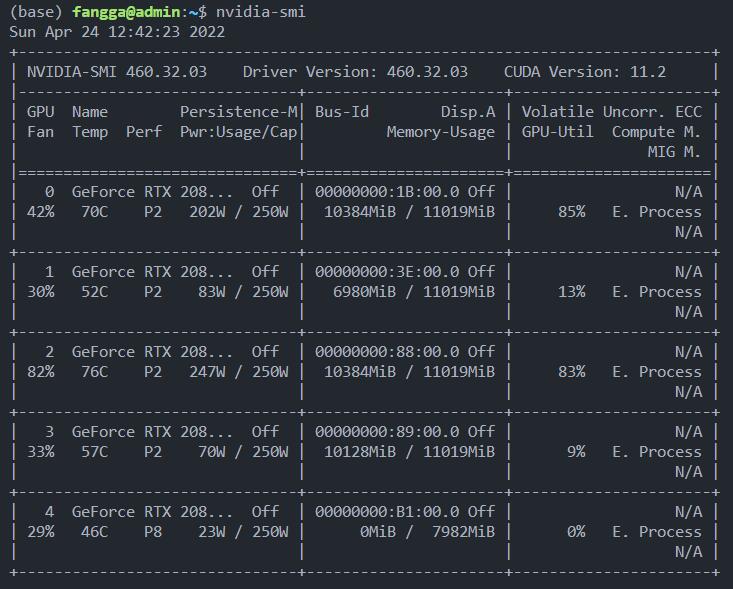 (base) fangga@admin:~$ nvidia-smi
Sun Apr 24 12:42:23 2022
+-----------------------------------------------------------------------------+
| NVIDIA-SMI 460.32.03    Driver Version: 460.32.03    CUDA Version: 11.2     |
|-------------------------------+----------------------+----------------------+
| GPU  Name        Persistence-M| Bus-Id        Disp.A | Volatile Uncorr. ECC |
| Fan  Temp  Perf  Pwr:Usage/Cap|         Memory-Usage | GPU-Util  Compute M. |
|                               |                      |               MIG M. |
|===============================+======================+======================|
|   0  GeForce RTX 208...  Off  | 00000000:1B:00.0 Off |                  N/A |
| 42%   70C    P2   202W / 250W |  10384MiB / 11019MiB |     85%   E. Process |
|                               |                      |                  N/A |
+-------------------------------+----------------------+----------------------+
|   1  GeForce RTX 208...  Off  | 00000000:3E:00.0 Off |                  N/A |
| 30%   52C    P2    83W / 250W |   6980MiB / 11019MiB |     13%   E. Process |
|                               |                      |                  N/A |
+-------------------------------+----------------------+----------------------+
|   2  GeForce RTX 208...  Off  | 00000000:88:00.0 Off |                  N/A |
| 82%   76C    P2   247W / 250W |  10384MiB / 11019MiB |     83%   E. Process |
|                               |                      |                  N/A |
+-------------------------------+----------------------+----------------------+
|   3  GeForce RTX 208...  Off  | 00000000:89:00.0 Off |                  N/A |
| 33%   57C    P2    70W / 250W |  10128MiB / 11019MiB |      9%   E. Process |
|                               |                      |                  N/A |
+-------------------------------+----------------------+----------------------+
|   4  GeForce RTX 208...  Off  | 00000000:B1:00.0 Off |                  N/A |
| 29%   46C    P8    23W / 250W |      0MiB /  7982MiB |      0%   E. Process |
|                               |                      |                  N/A |
+-------------------------------+----------------------+----------------------+